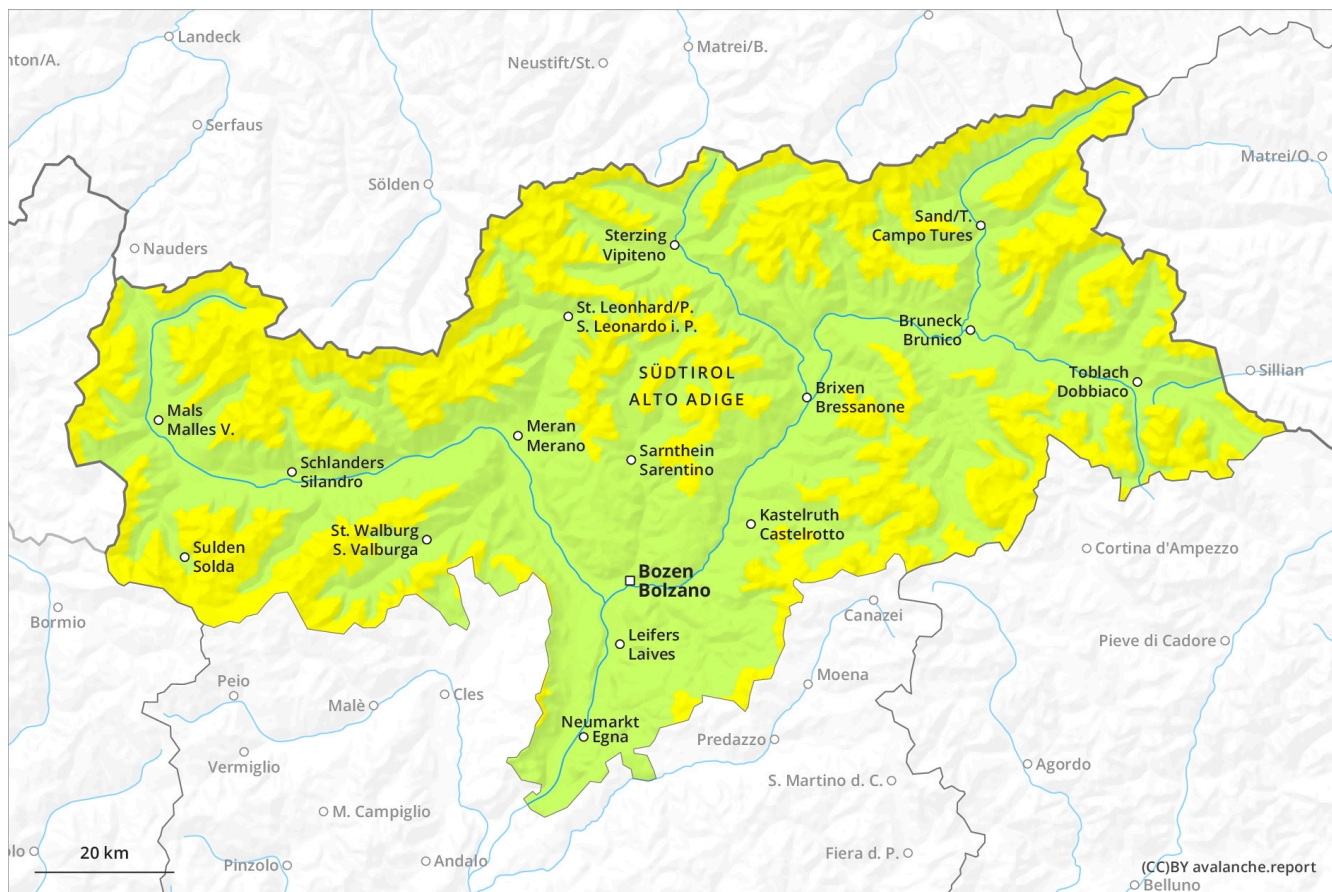 Landeck
nton/A.
Matrei/B.
Neustift/St.
Serfaus
Matrei/O.
Sölden
Sand/T.
Campo Tures
Nauders
Sterzing
Vipiteno
St. Leonhard/P.
S. Leonardo i. P.
Bruneck
Brunico
SÜDTIROL
ALTO ADIGE
Toblach
Dobbiaco
Sillian
Brixen
Bressanone
Mals
Malles V.
Meran
Merano
Sarnthein
Sarentino
Schlanders
Silandro
Kastelruth
Castelrotto
St. Walburg
S. Valburga
Sulden
Solda
Cortina d'Ampezzo
Bozen
Bolzano
Bormio
Canazei
Leifers
Laives
Pieve di Cadore
Peio
Moena
Cles
Malè
Neumarkt
Egna
Predazzo
Vermiglio
Agordo
S. Martino d. C.
M. Campiglio
olo
20 km
Pinzolo
Andalo
Fiera d. P.
(CC)BY avalanche.report
Belluno